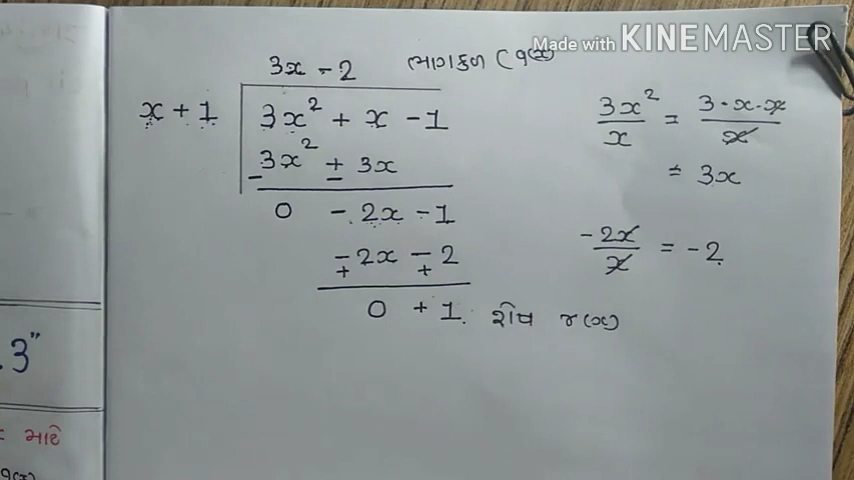 Made with KINEMASTER
3x - 2 ભાગફળ
x + 1 3x² + x - 1
3x² + 3x
- -
0 - 2x - 1
- 2x - 2
+ +
0 + 1. શેષ r(x)
3x²/x = 3·x·x/x
= 3x
-2x/x = -2
.3"
માટે